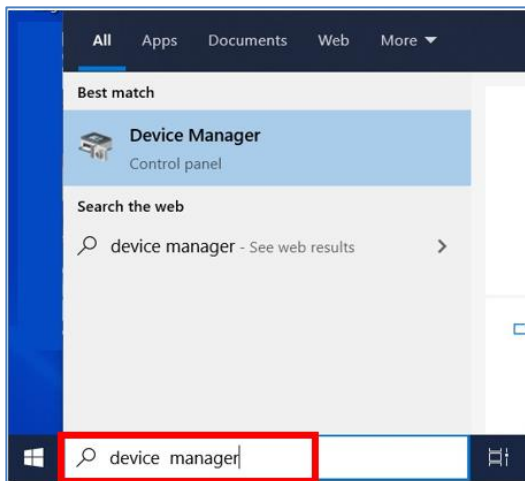 All Apps Documents Web More
Best match
Device Manager
Control panel
Search the web
device manager - See web results
device manager